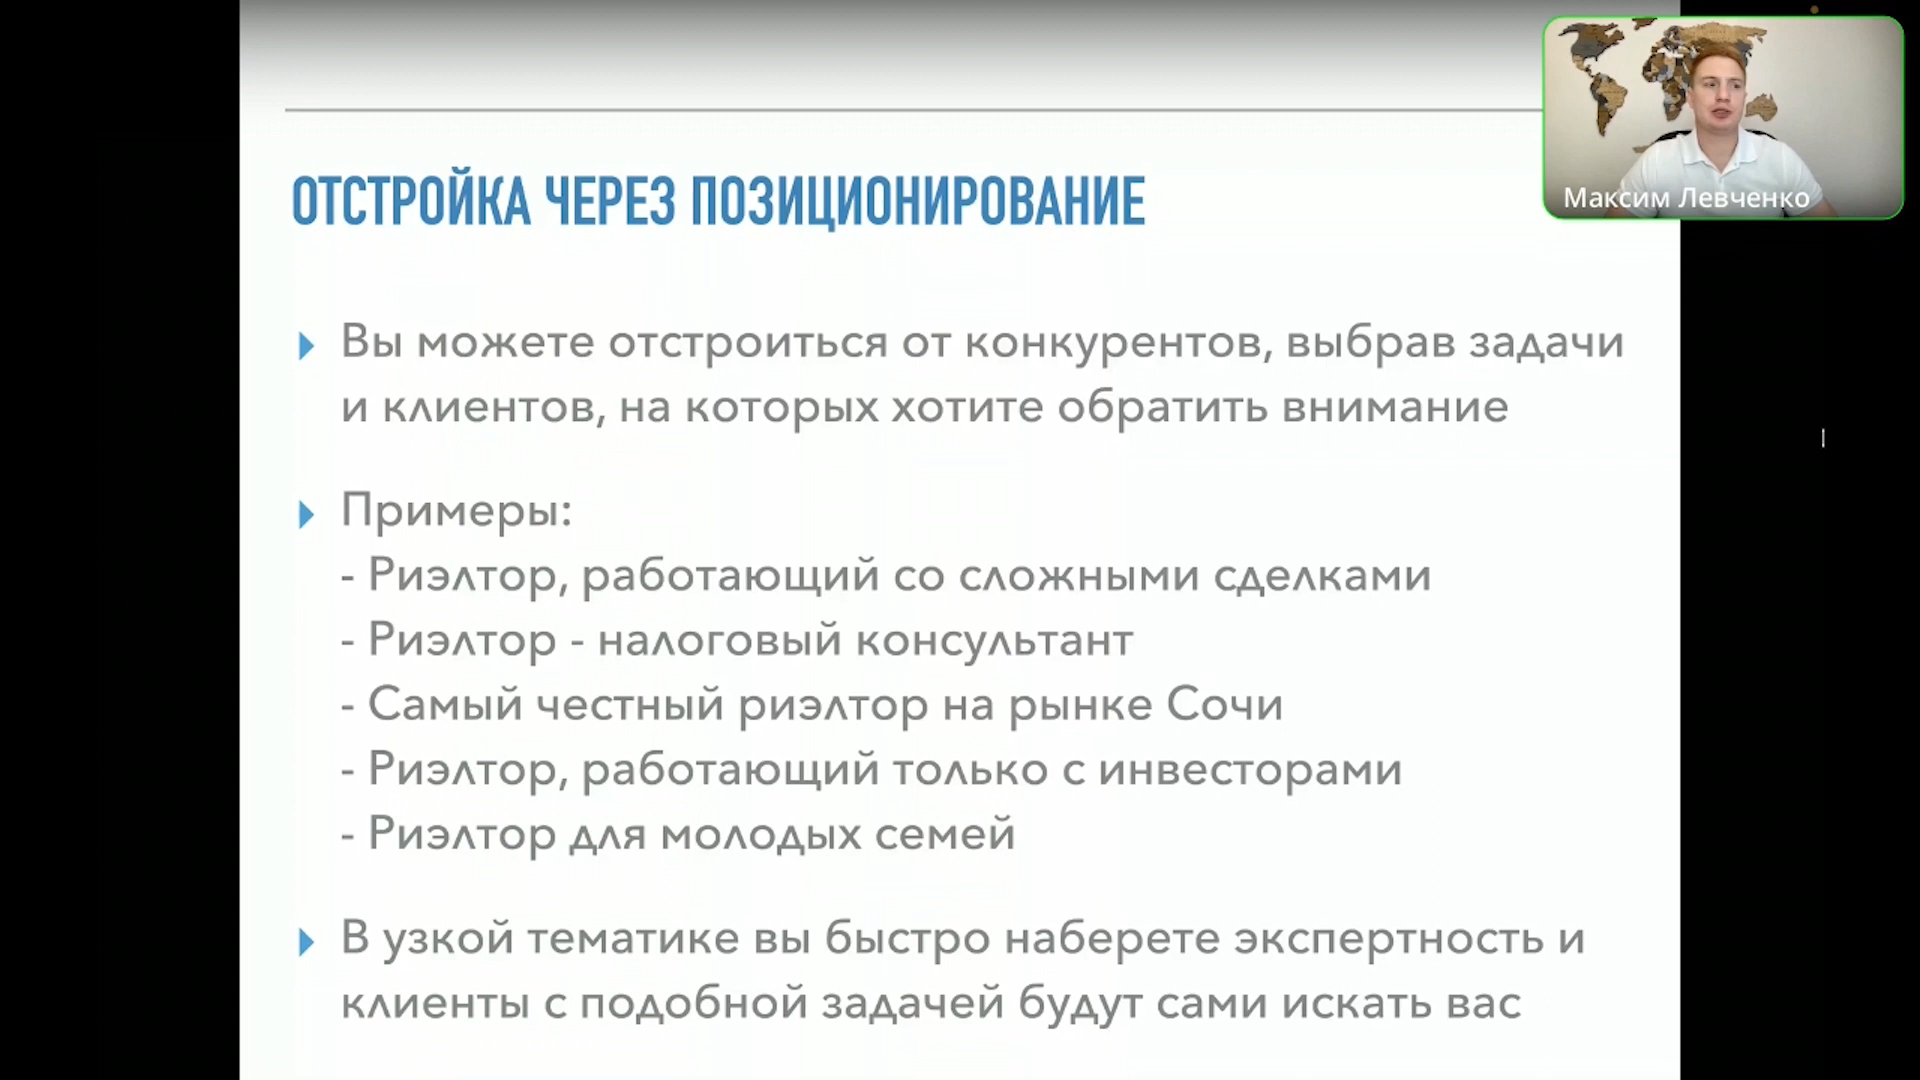 ОТСТРОЙКА ЧЕРЕЗ ПОЗИЦИОНИРОВАНИЕ
Вы можете отстроиться от конкурентов, выбрав задачи
и клиентов, на которых хотите обратить внимание
Примеры:
- Риэлтор, работающий со сложными сделками
- Риэлтор - налоговый консультант
- Самый честный риэлтор на рынке Сочи
- Риэлтор, работающий только с инвесторами
- Риэлтор для молодых семей
В узкой тематике вы быстро наберете экспертность и
клиенты с подобной задачей будут сами искать вас
Максим Левченко